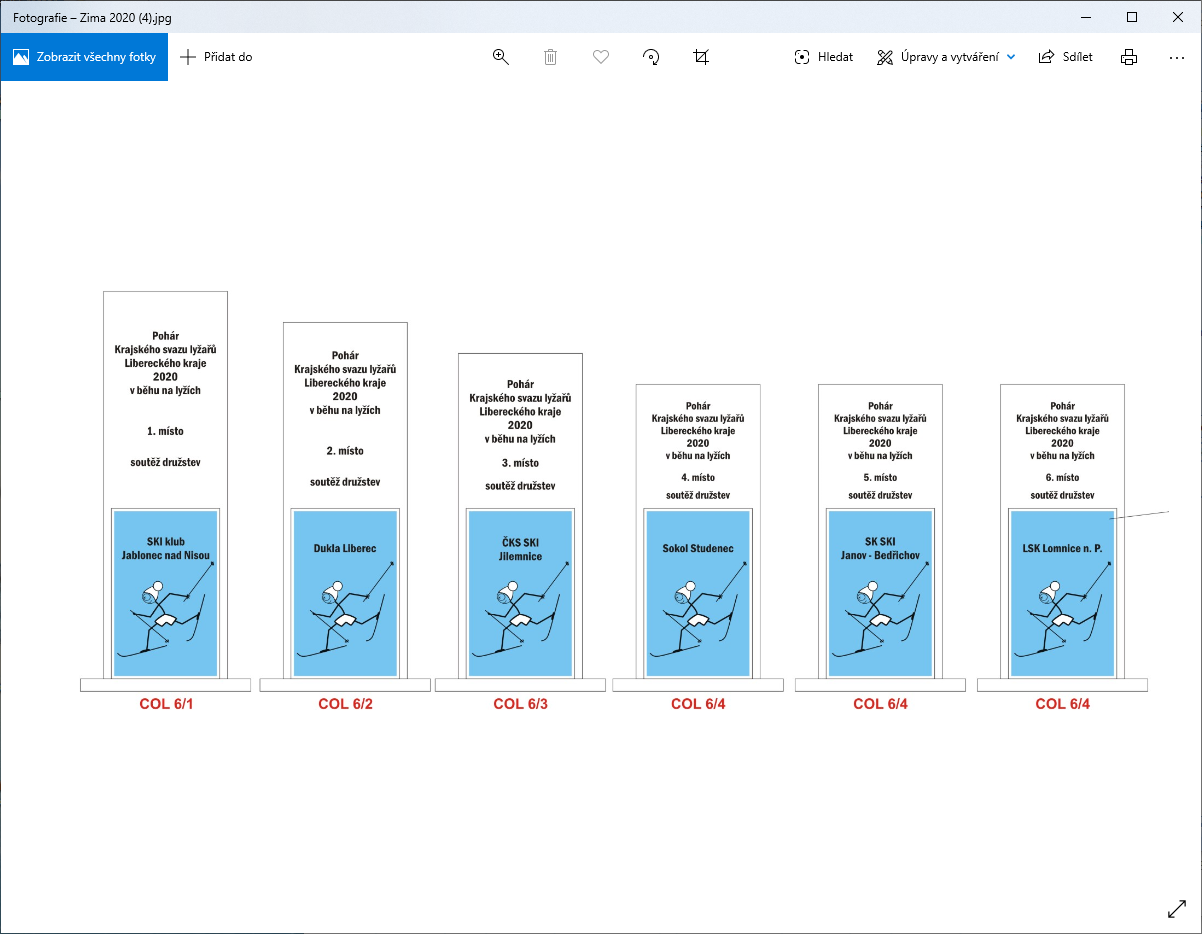 Fotografie – Zima 2020 (4).jpg
Zobrazit všechny fotky
Přidat do
Hledat
Úpravy a vytváření
Sdílet
Pohár
Krajského svazu lyžařů
Libereckého kraje
2020
v běhu na lyžích
1. místo
soutěž družstev
SKI klub
Jablonec nad Nisou
COL 6/1
Pohár
Krajského svazu lyžařů
Libereckého kraje
2020
v běhu na lyžích
2. místo
soutěž družstev
Dukla Liberec
COL 6/2
Pohár
Krajského svazu lyžařů
Libereckého kraje
2020
v běhu na lyžích
3. místo
soutěž družstev
ČKS SKI
Jilemnice
COL 6/3
Pohár
Krajského svazu lyžařů
Libereckého kraje
2020
v běhu na lyžích
4. místo
soutěž družstev
Sokol Studenec
COL 6/4
Pohár
Krajského svazu lyžařů
Libereckého kraje
2020
v běhu na lyžích
5. místo
soutěž družstev
SK SKI
Janov - Bedřichov
COL 6/4
Pohár
Krajského svazu lyžařů
Libereckého kraje
2020
v běhu na lyžích
6. místo
soutěž družstev
LSK Lomnice n. P.
COL 6/4